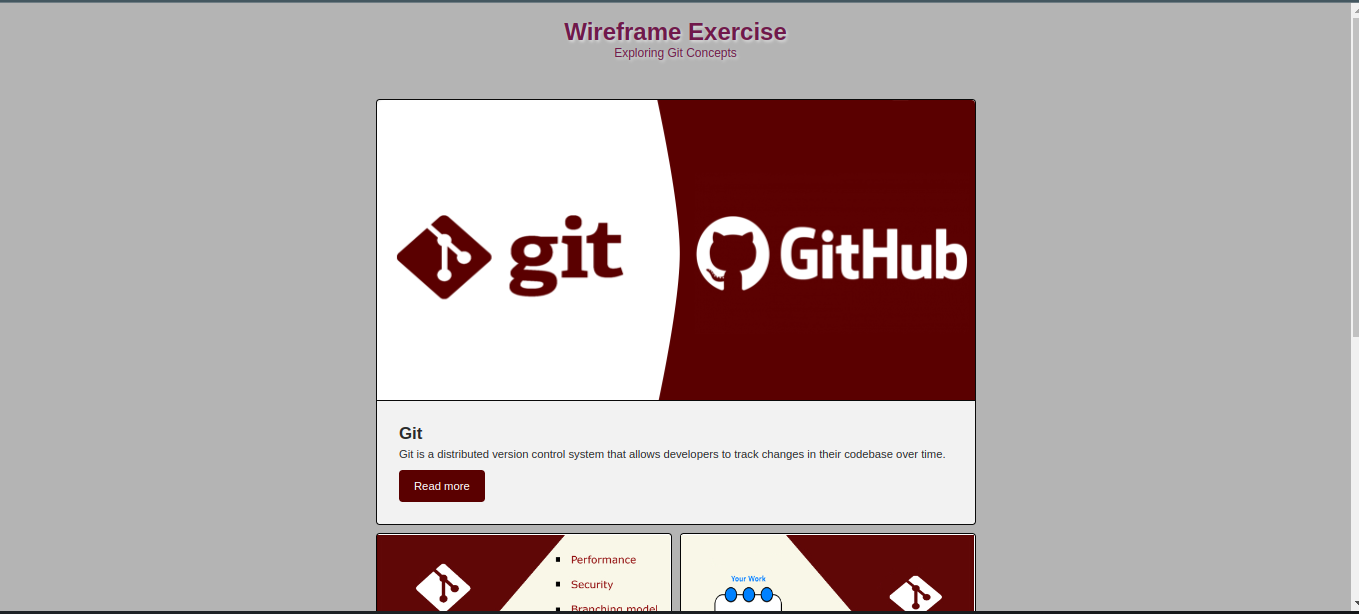 Wireframe Exercise
Exploring Git Concepts
git
GitHub
Git
Git is a distributed version control system that allows developers to track changes in their codebase over time.
Read more
Performance
Security
Branching model
Your Work